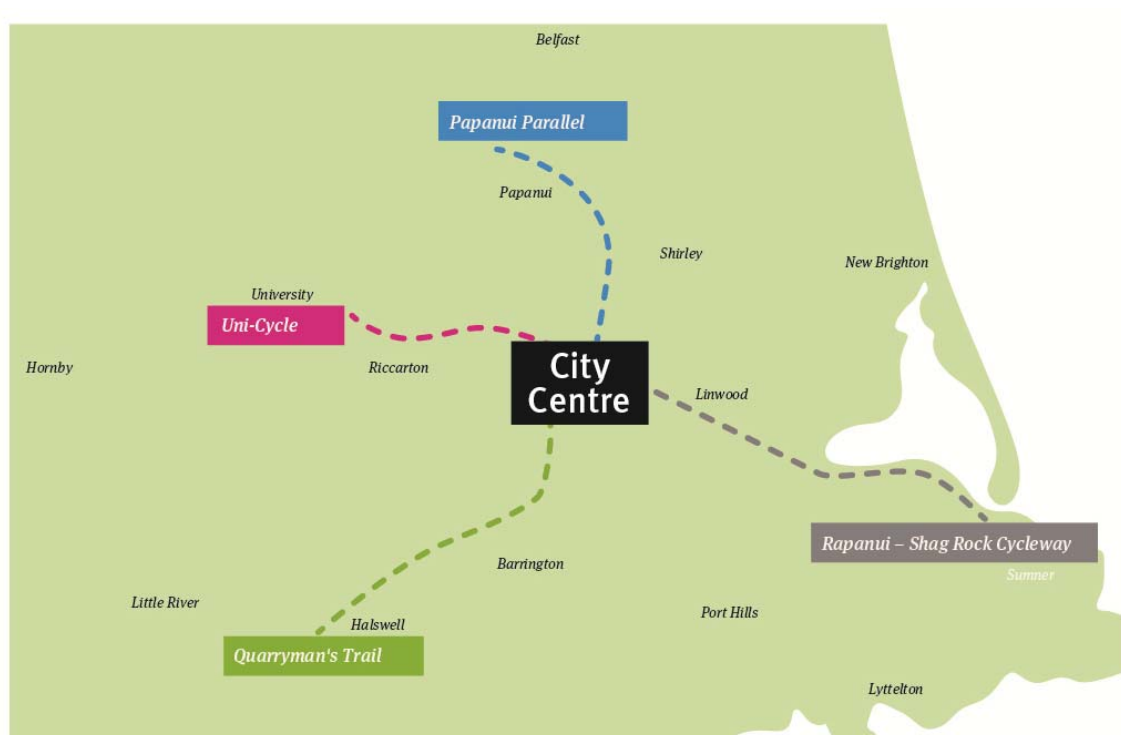 Belfast
Papanui Parallel
Papanui
Shirley
New Brighton
University
Uni-Cycle
Hornby
Riccarton
City
Centre
Linwood
Rapanui – Shag Rock Cycleway
Sumner
Barrington
Little River
Port Hills
Halswell
Quarryman's Trail
Lyttelton